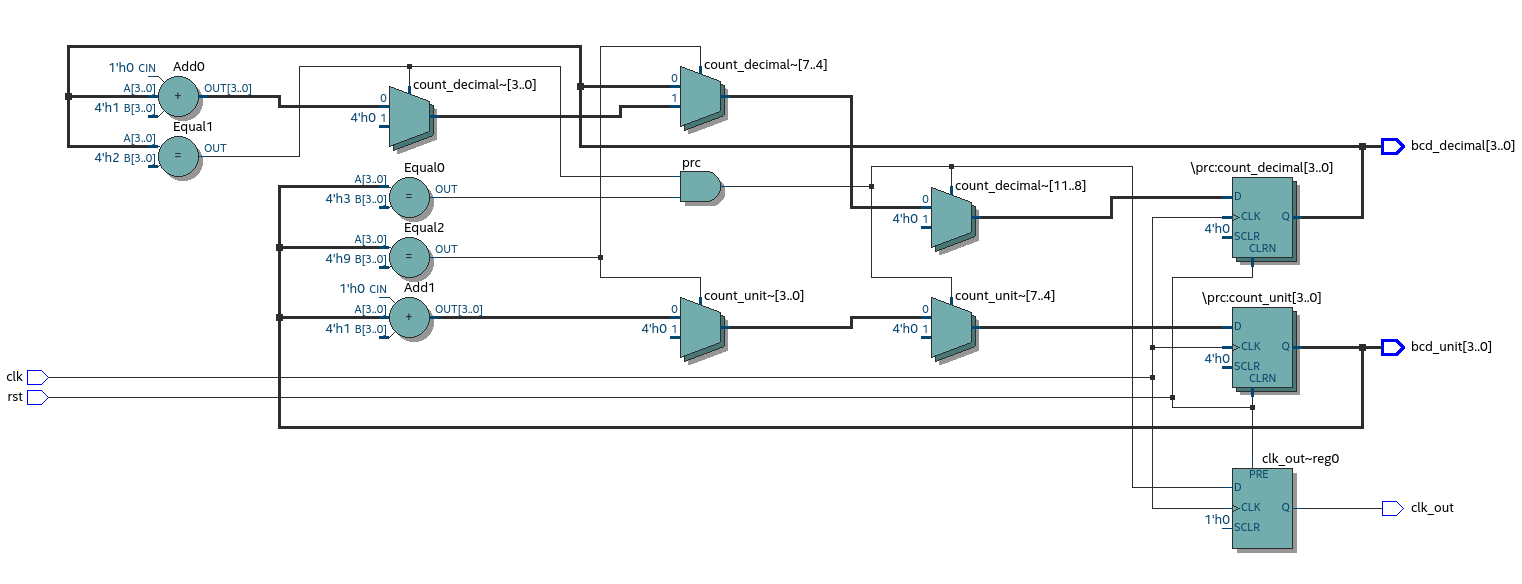 Add0
1'h0 CIN
A[3..0]
4'h1 B[3..0]
+
OUT[3..0]
Equal1
A[3..0]
4'h2 B[3..0]
=
OUT
count_decimal~[3..0]
0
4'h0 1
count_decimal~[7..4]
0
1
prc
Equal0
A[3..0]
4'h3 B[3..0]
=
OUT
Equal2
A[3..0]
4'h9 B[3..0]
=
OUT
Add1
1'h0 CIN
A[3..0]
4'h1 B[3..0]
+
OUT[3..0]
count_unit~[3..0]
0
4'h0 1
count_decimal~[11..8]
0
4'h0 1
count_unit~[7..4]
0
4'h0 1
\prc:count_decimal[3..0]
D
CLK
4'h0 SCLR
CLRN
Q
bcd_decimal[3..0]
\prc:count_unit[3..0]
D
CLK
4'h0 SCLR
CLRN
Q
bcd_unit[3..0]
clk
rst
clk_out~reg0
PRE
D
CLK
1'h0 SCLR
Q
clk_out